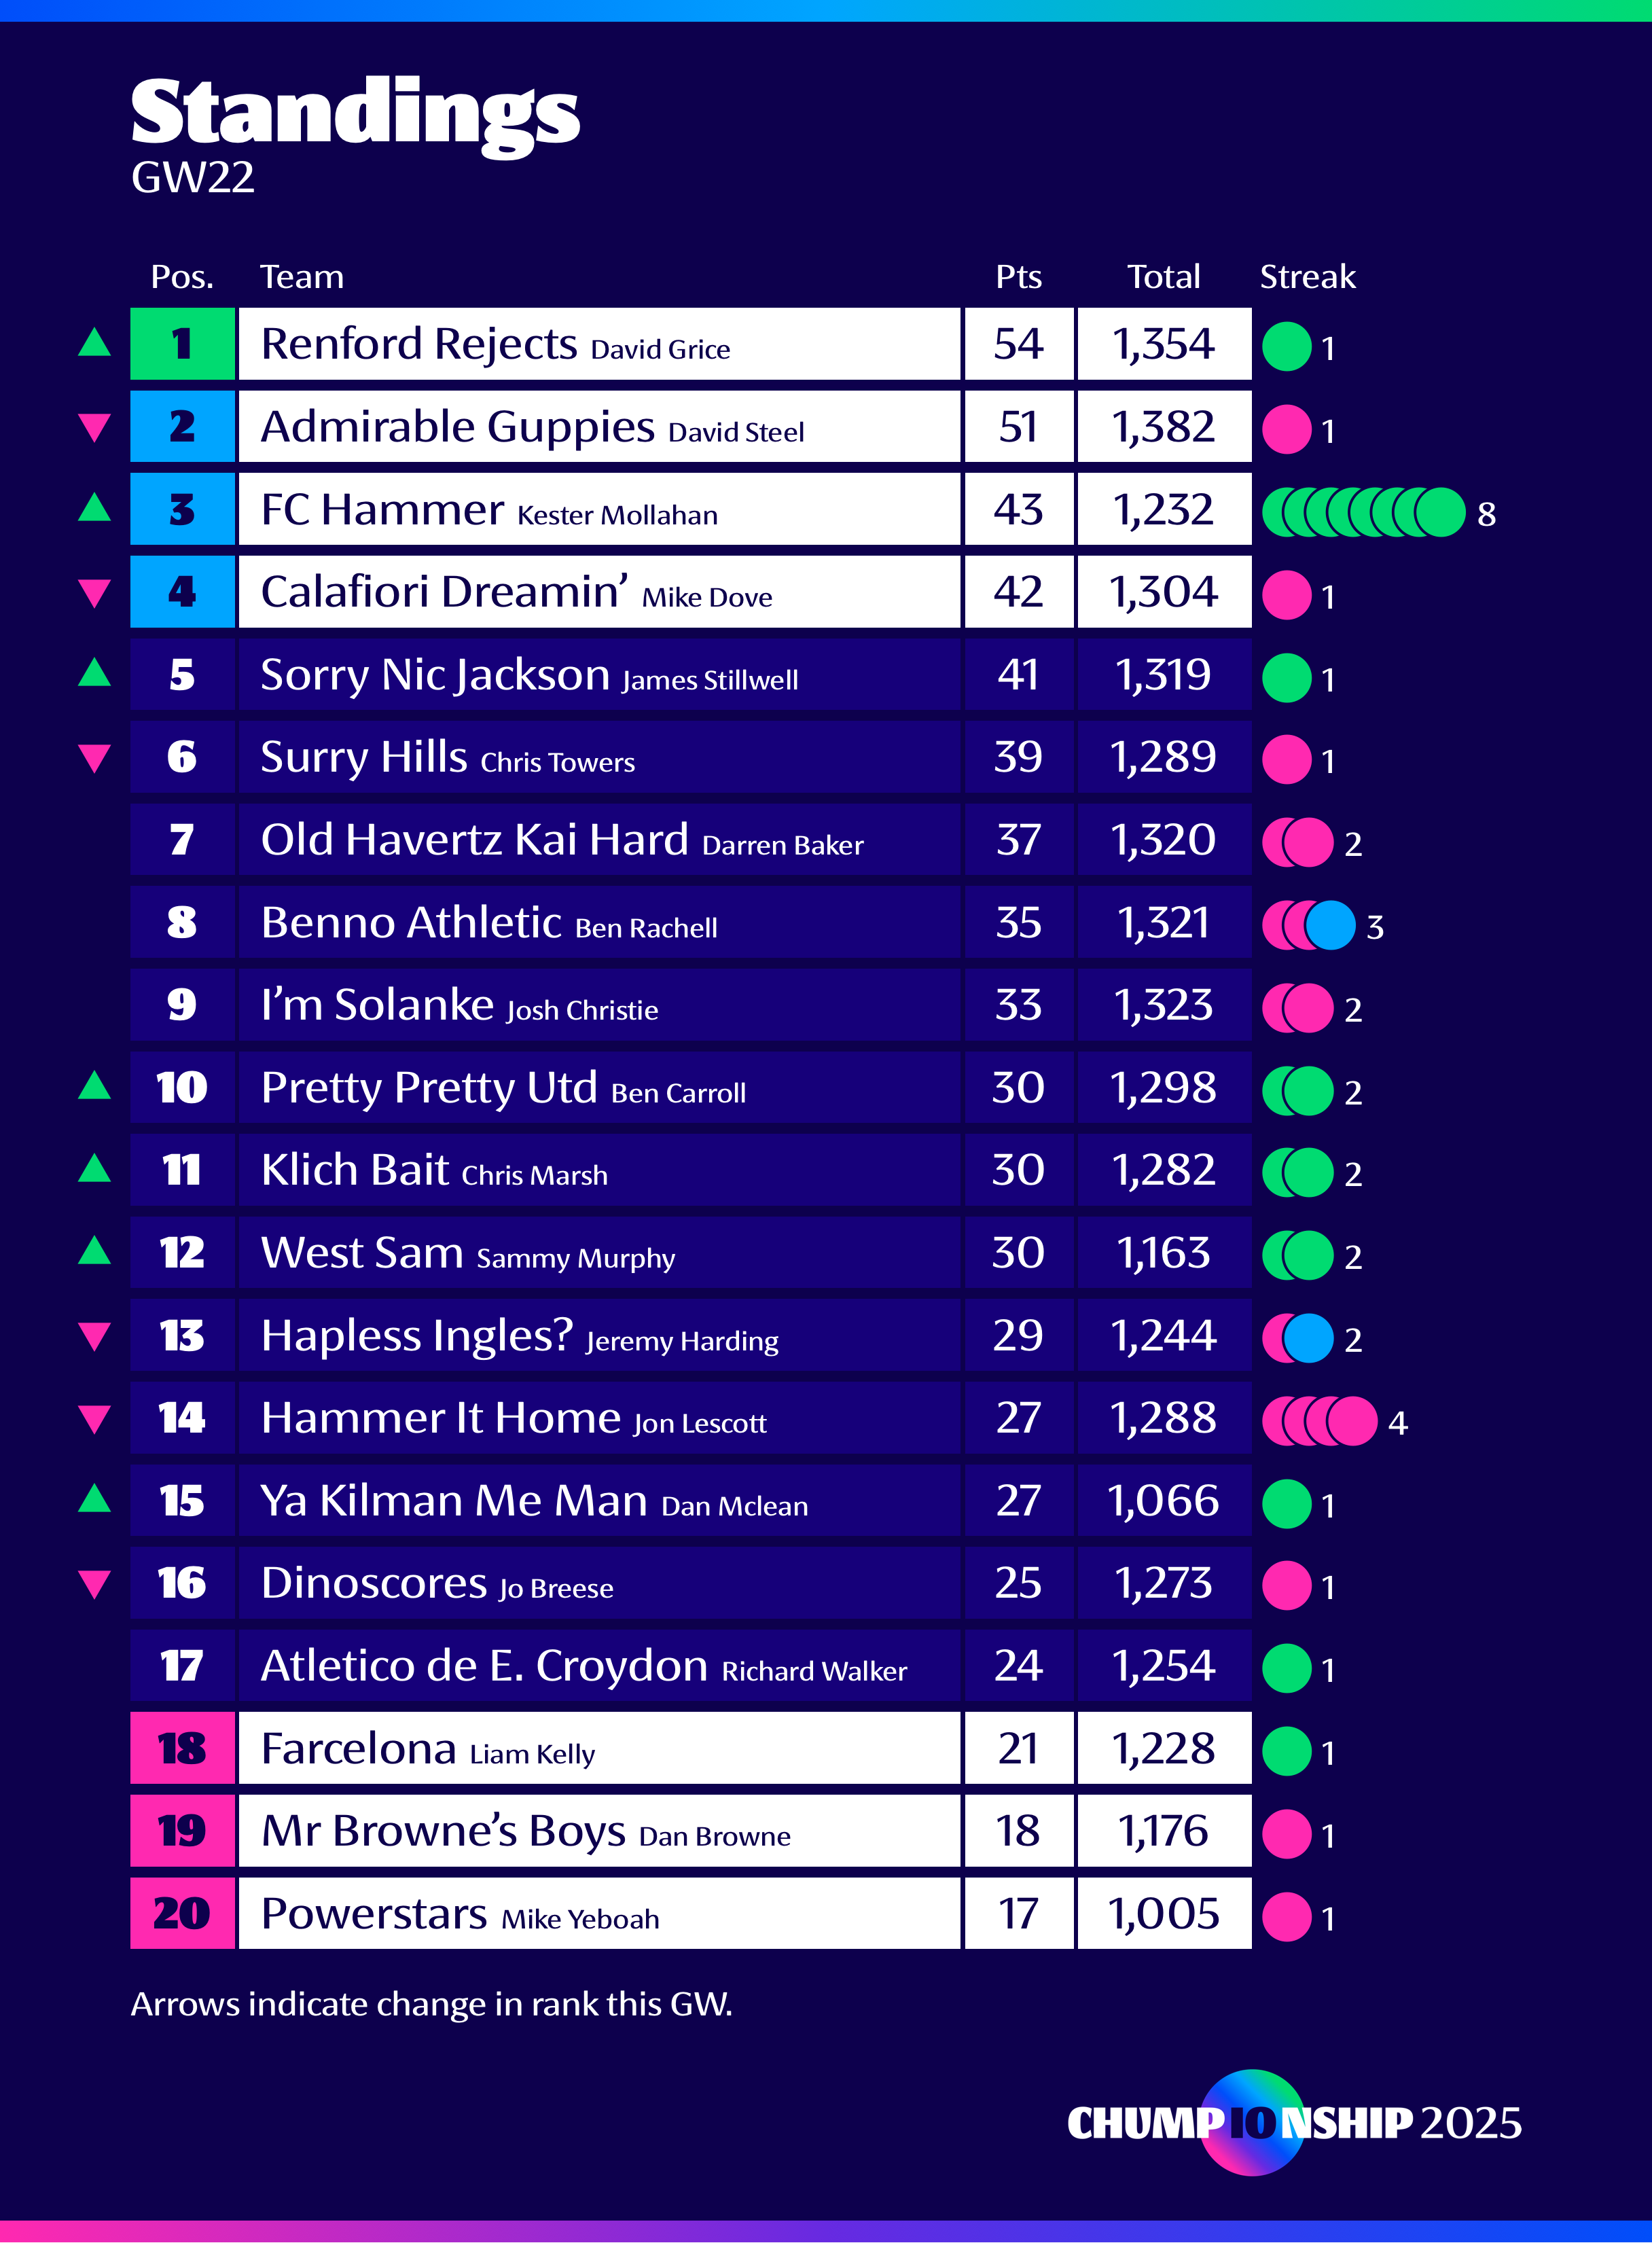 Standings
GW22
Pos. Team Pts Total Streak
1 Renford Rejects David Grice 54 1,354 1
2 Admirable Guppies David Steel 51 1,382 1
3 FC Hammer Kester Mollahan 43 1,232 8
4 Calafiori Dreamin’ Mike Dove 42 1,304 1
5 Sorry Nic Jackson James Stillwell 41 1,319 1
6 Surry Hills Chris Towers 39 1,289 1
7 Old Havertz Kai Hard Darren Baker 37 1,320 2
8 Benno Athletic Ben Rachell 35 1,321 3
9 I’m Solanke Josh Christie 33 1,323 2
10 Pretty Pretty Utd Ben Carroll 30 1,298 2
11 Klich Bait Chris Marsh 30 1,282 2
12 West Sam Sammy Murphy 30 1,163 2
13 Hapless Ingles? Jeremy Harding 29 1,244 2
14 Hammer It Home Jon Lescott 27 1,288 4
15 Ya Kilman Me Man Dan Mclean 27 1,066 1
16 Dinoscores Jo Breese 25 1,273 1
17 Atletico de E. Croydon Richard Walker 24 1,254 1
18 Farcelona Liam Kelly 21 1,228 1
19 Mr Browne’s Boys Dan Browne 18 1,176 1
20 Powerstars Mike Yeboah 17 1,005 1
Arrows indicate change in rank this GW.
CHUMPIONSHIP 2025